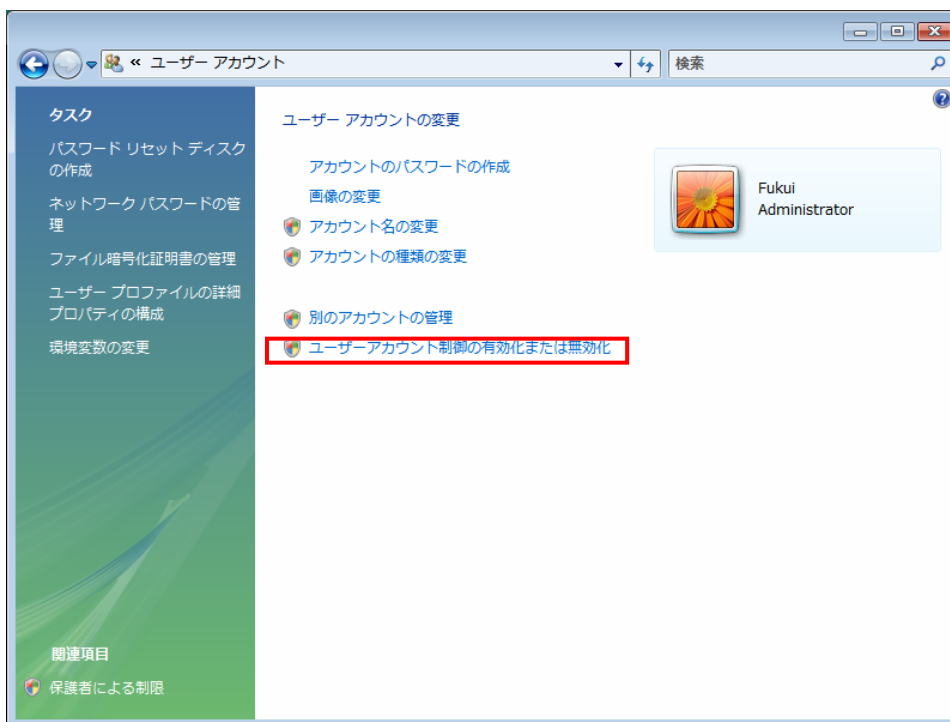 « ユーザー アカウント
検索
タスク
パスワード リセット ディスク
の作成
ネットワーク パスワードの管
理
ファイル暗号化証明書の管理
ユーザー プロファイルの詳細
プロパティの構成
環境変数の変更
関連項目
保護者による制限
ユーザー アカウントの変更
アカウントのパスワードの作成
画像の変更
アカウント名の変更
アカウントの種類の変更
別のアカウントの管理
ユーザーアカウント制御の有効化または無効化
Fukui
Administrator